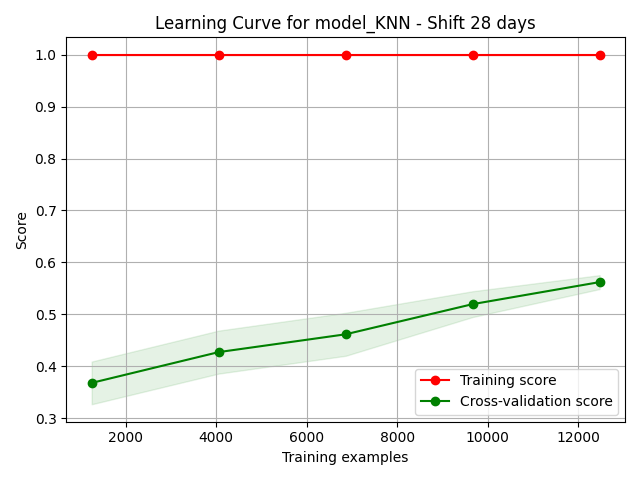 Learning Curve for model_KNN - Shift 28 days
Score
1.0
0.9
0.8
0.7
0.6
0.5
0.4
0.3
2000
4000
6000
8000
10000
12000
Training examples
Training score
Cross-validation score